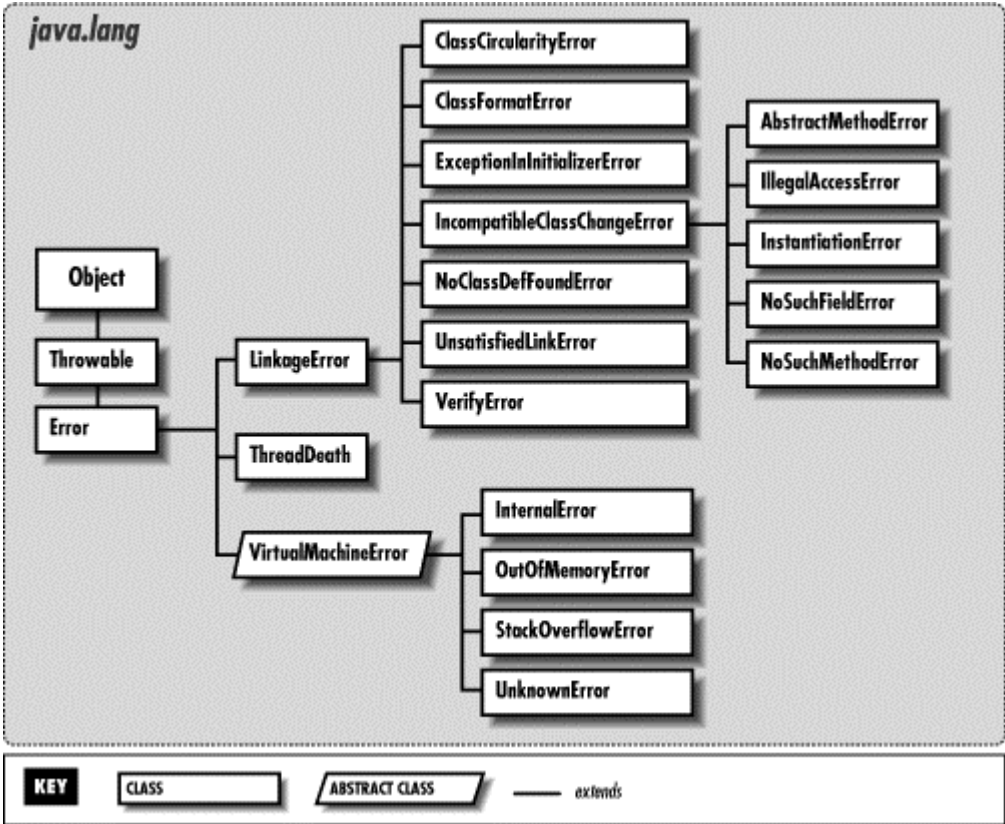 java.lang
Object
Throwable
Error
LinkageError
ThreadDeath
VirtualMachineError
ClassCircularityError
ClassFormatError
ExceptionInInitializerError
IncompatibleClassChangeError
NoClassDefFoundError
UnsatisfiedLinkError
VerifyError
AbstractMethodError
IllegalAccessError
InstantiationError
NoSuchFieldError
NoSuchMethodError
InternalError
OutOfMemoryError
StackOverflowError
UnknownError
KEY
CLASS
ABSTRACT CLASS
extends